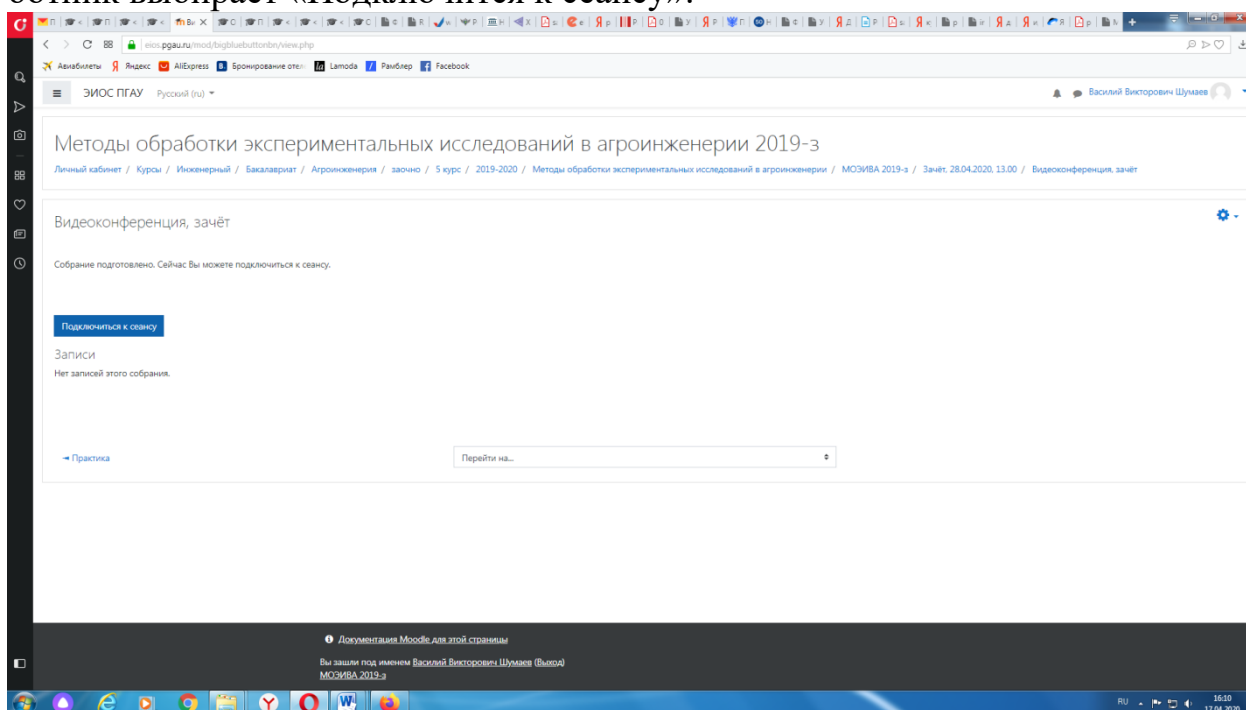 ботник выбирает «Подключится к сеансу».
eios.pgau.ru/mod/bigbluebuttonbn/view.php
Авиабилеты Яндекс AliExpress Бронирование отел Lamoda Рамблер Facebook
ЭИОС ПГАУ Русский (ru) Василий Викторович Шумаев
Методы обработки экспериментальных исследований в агроинженерии 2019-з
Личный кабинет / Курсы / Инженерный / Бакалавриат / Агроинженерия / заочно / 5 курс / 2019-2020 / Методы обработки экспериментальных исследований в агроинженерии / МОЭИВА 2019-з / Зачёт, 28.04.2020, 13.00 / Видеоконференция, зачёт
Видеоконференция, зачёт
Собрание подготовлено. Сейчас Вы можете подключиться к сеансу.
Подключиться к сеансу
Записи
Нет записей этого собрания.
◄ Практика Перейти на...
Документация Moodle для этой страницы
Вы зашли под именем Василий Викторович Шумаев (Выход)
МОЭИВА 2019-з
RU 16:10
17.04.2020